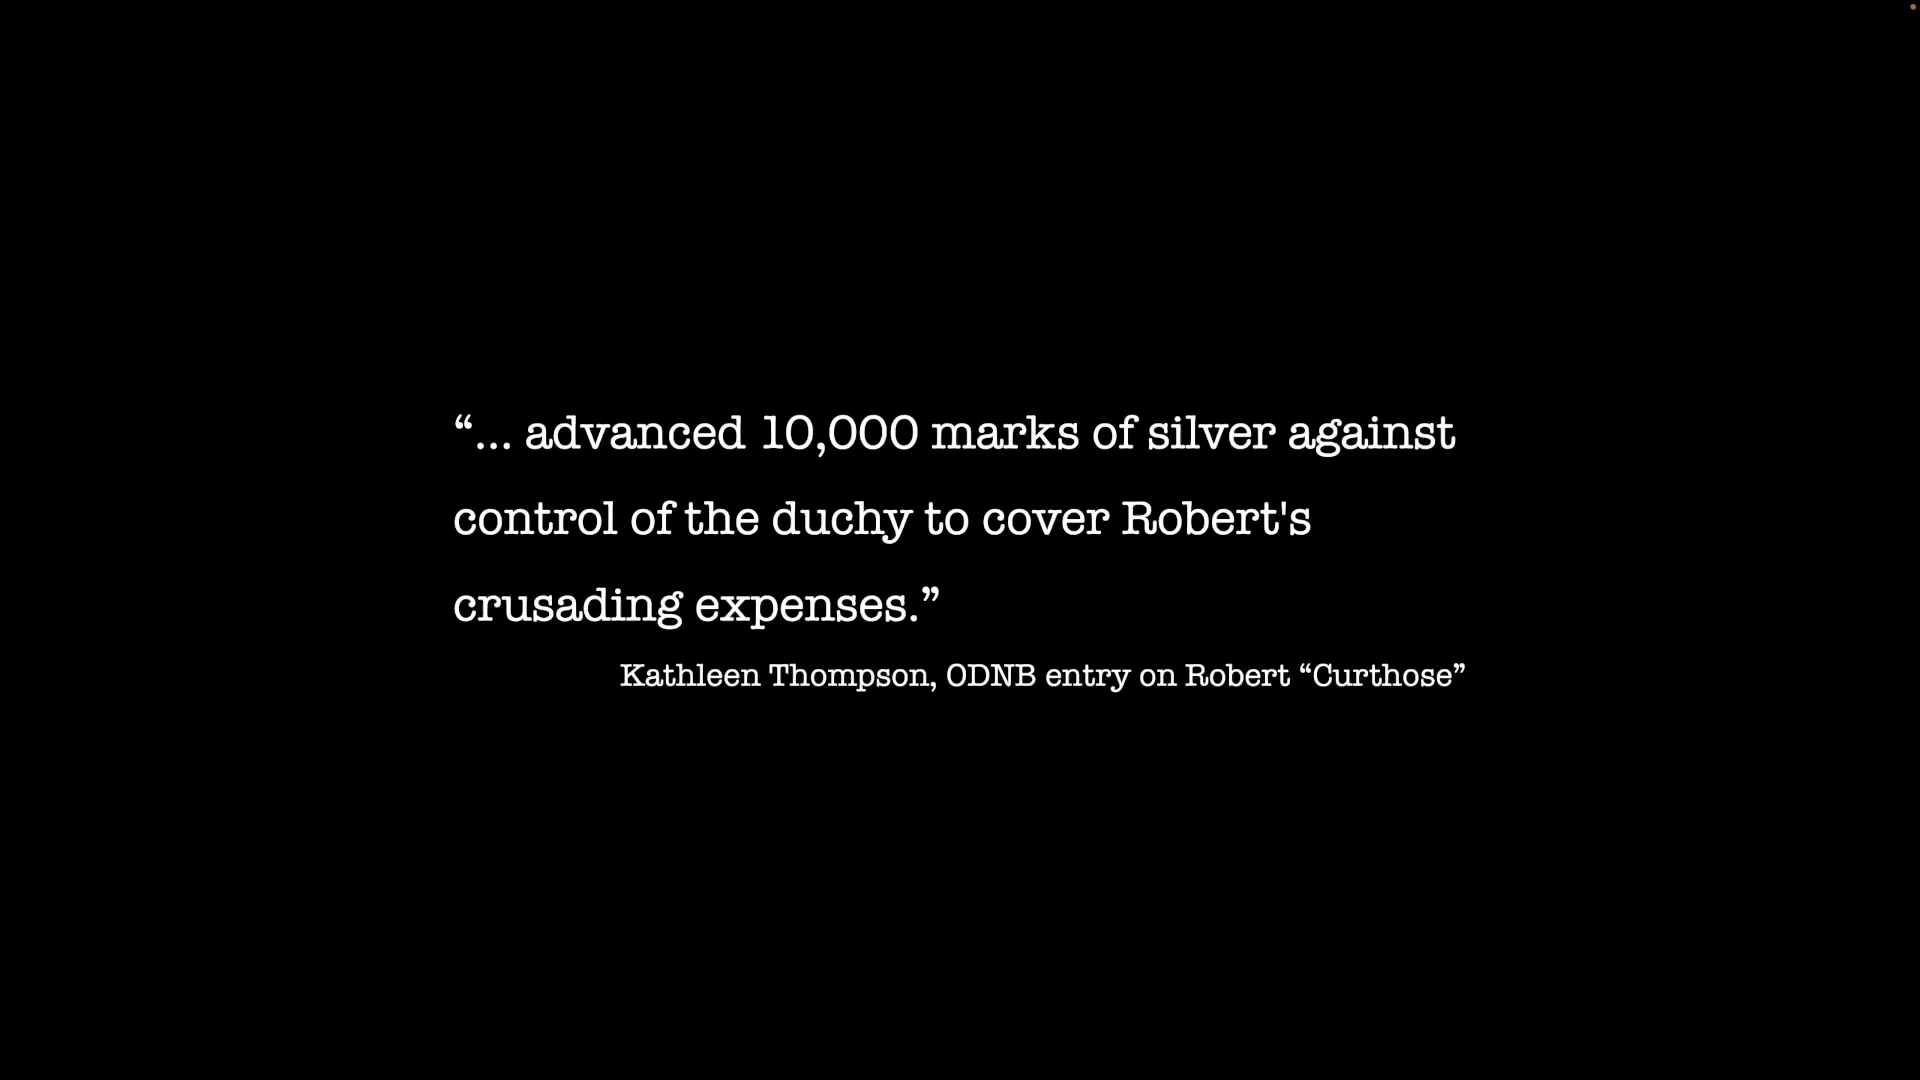 “... advanced 10,000 marks of silver against
control of the duchy to cover Robert's
crusading expenses.”
Kathleen Thompson, ODNB entry on Robert “Curthose”